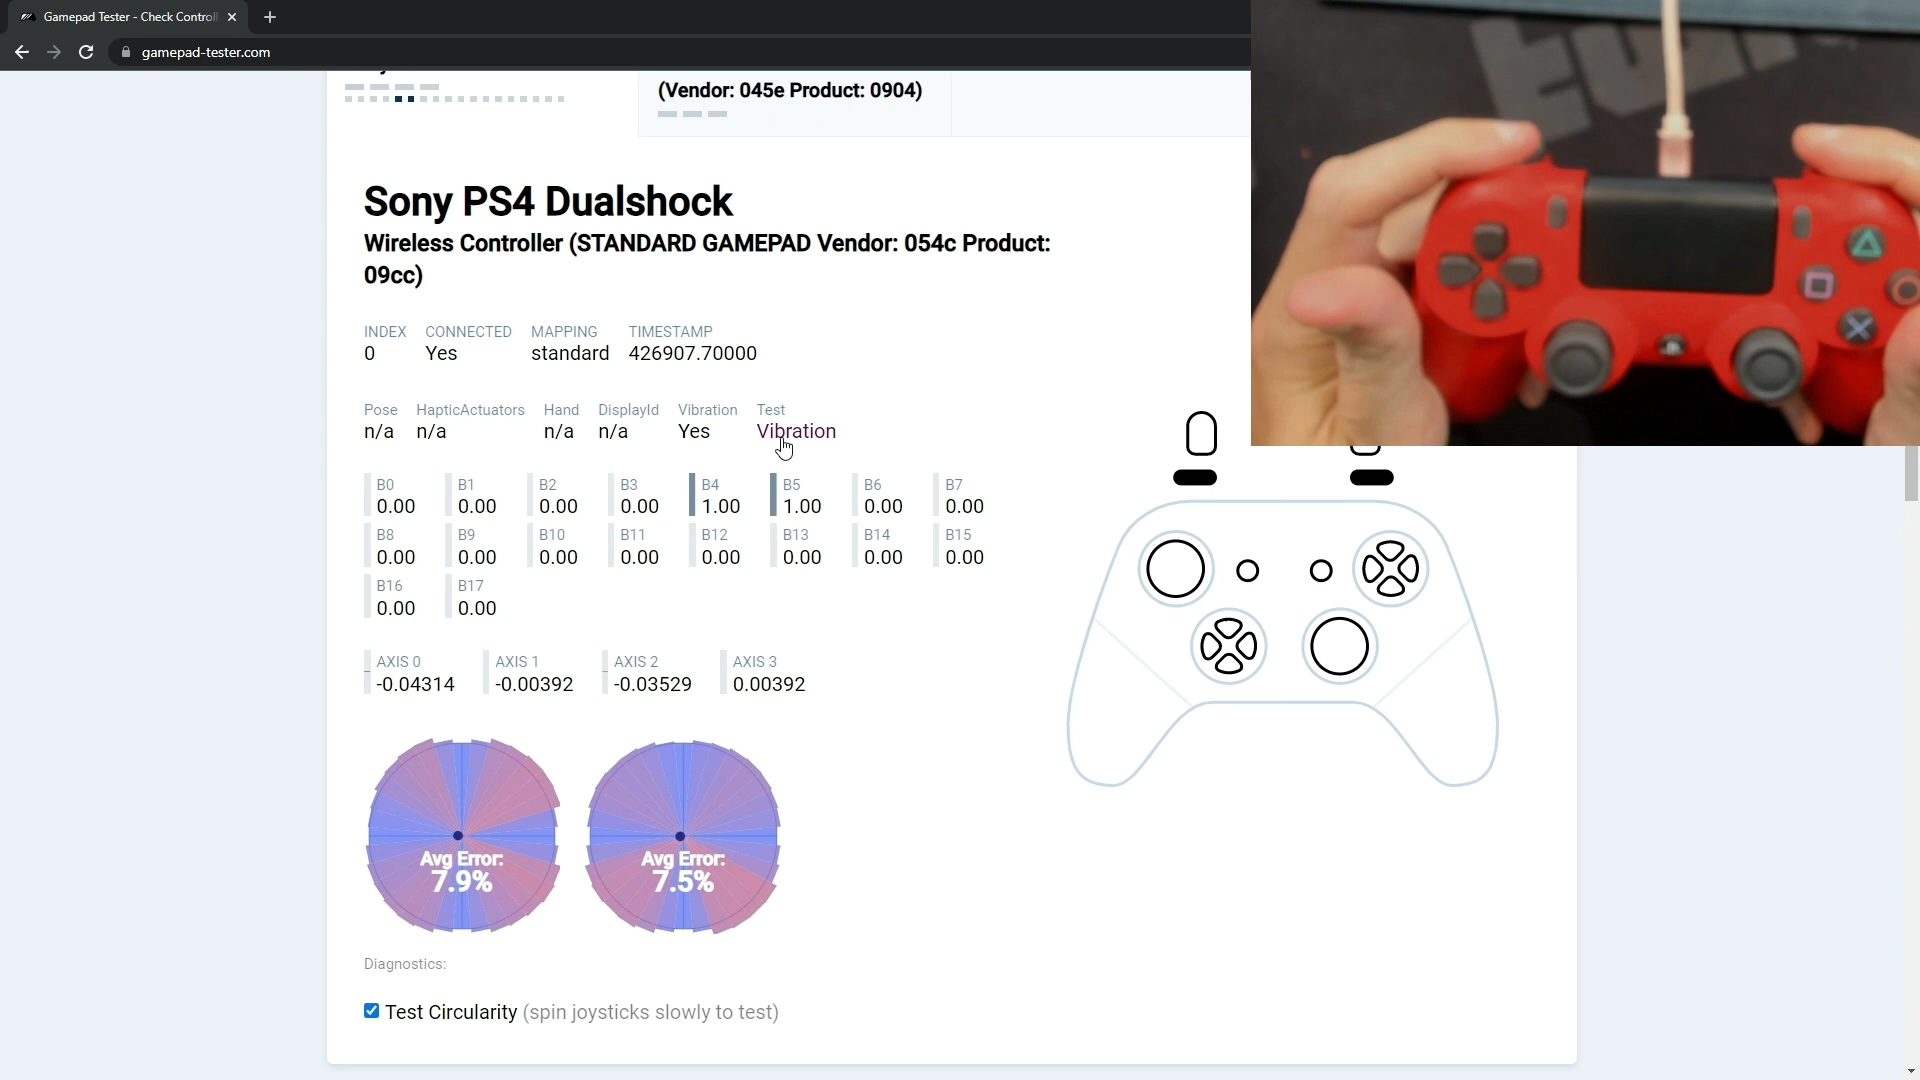 Gamepad Tester - Check Controll
gamepad-tester.com
(Vendor: 045e Product: 0904)
Sony PS4 Dualshock
Wireless Controller (STANDARD GAMEPAD Vendor: 054c Product:
09cc)
INDEX CONNECTED MAPPING TIMESTAMP
0 Yes standard 426907.70000
Pose HapticActuators Hand DisplayId Vibration Test
n/a n/a n/a n/a Yes Vibration
B0 B1 B2 B3 B4 B5 B6 B7
0.00 0.00 0.00 0.00 1.00 1.00 0.00 0.00
B8 B9 B10 B11 B12 B13 B14 B15
0.00 0.00 0.00 0.00 0.00 0.00 0.00 0.00
B16 B17
0.00 0.00
AXIS 0 AXIS 1 AXIS 2 AXIS 3
-0.04314 -0.00392 -0.03529 0.00392
Avg Error: Avg Error:
7.9% 7.5%
Diagnostics:
Test Circularity (spin joysticks slowly to test)